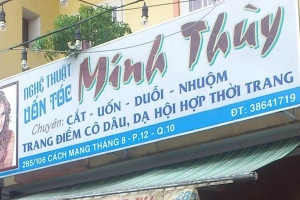 NGHỆ THUẬT
UỐN TÓC
Minh Thùy
Chuyên: CẮT - UỐN - DUỖI - NHUỘM
TRANG ĐIỂM CÔ DÂU, DẠ HỘI HỢP THỜI TRANG
285/106 CÁCH MẠNG THÁNG 8 - P.12 - Q.10
ĐT: 38641719